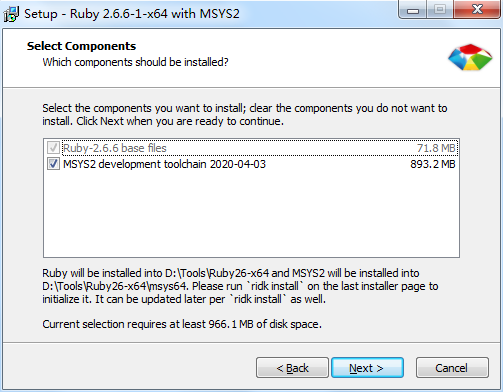 Setup - Ruby 2.6.6-1-x64 with MSYS2
Select Components
Which components should be installed?
Select the components you want to install; clear the components you do not want to
install. Click Next when you are ready to continue.
Ruby-2.6.6 base files 71.8 MB
MSYS2 development toolchain 2020-04-03 893.2 MB
Ruby will be installed into D:\Tools\Ruby26-x64 and MSYS2 will be installed into
D:\Tools\Ruby26-x64\msys64. Please run `ridk install` on the last installer page to
initialize it. It can be updated later per `ridk install` as well.
Current selection requires at least 966.1 MB of disk space.
< Back Next > Cancel